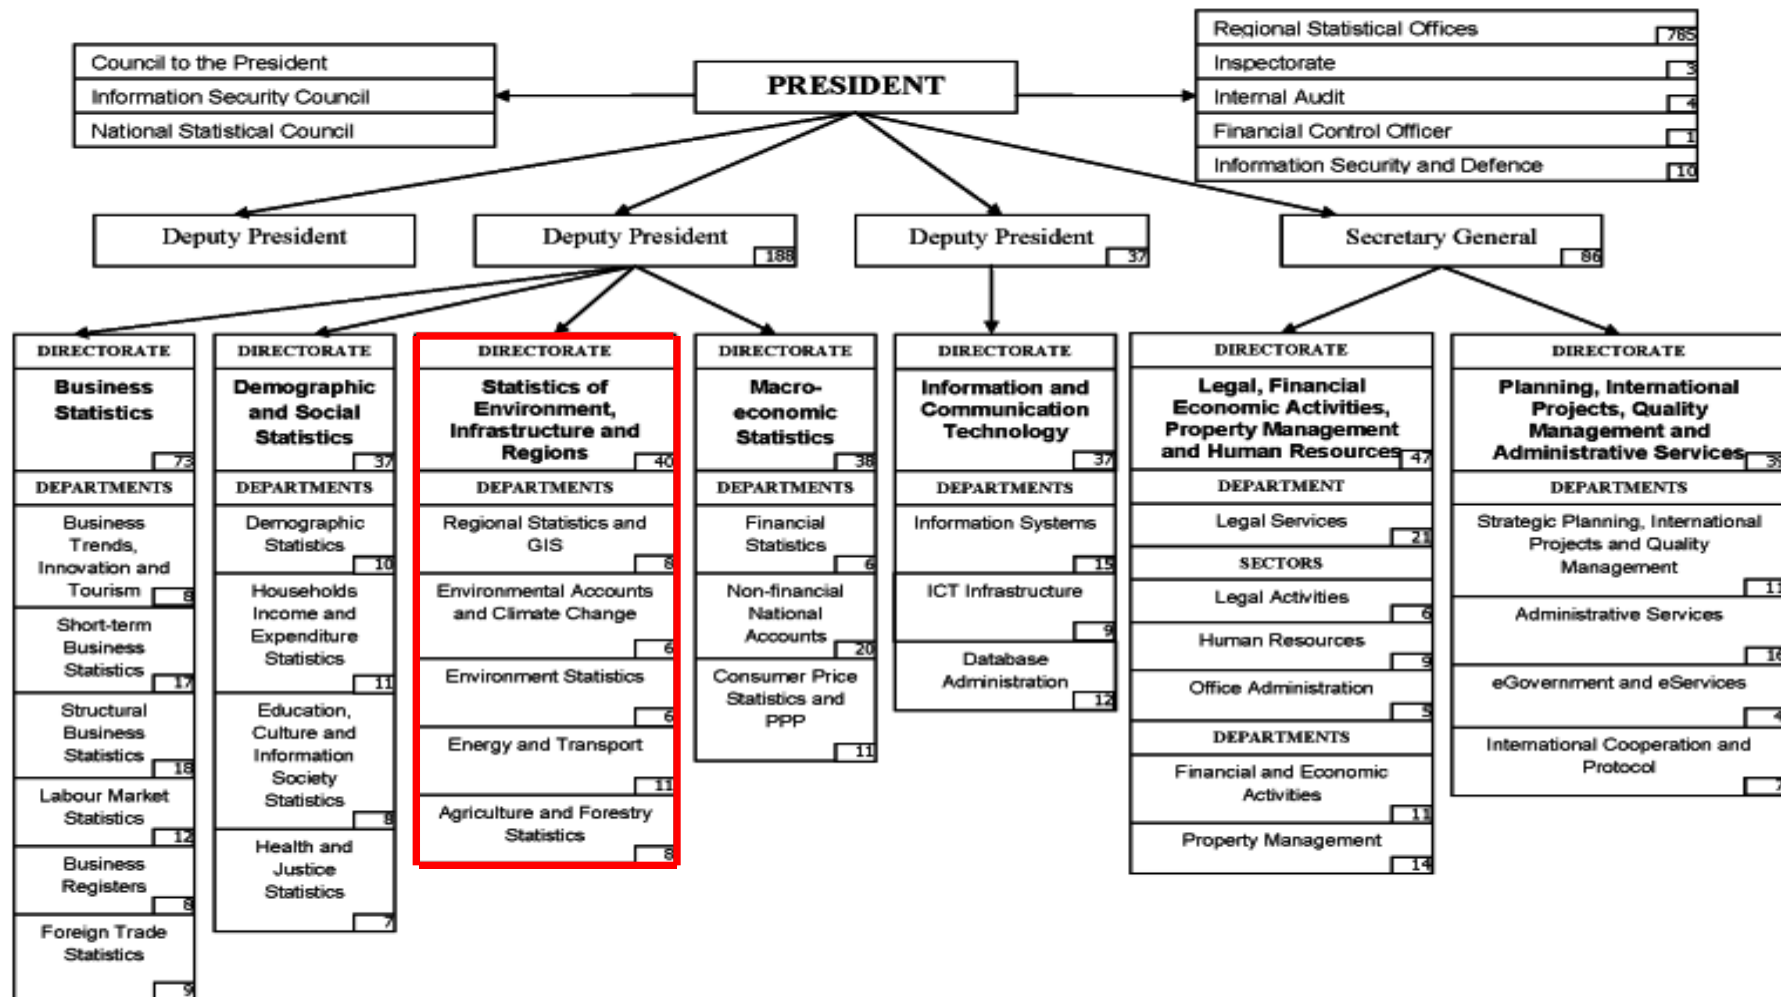 Council to the President
Information Security Council
National Statistical Council
PRESIDENT
Regional Statistical Offices
785
Inspectorate
3
Internal Audit
4
Financial Control Officer
1
Information Security and Defence
10
Deputy President
Deputy President
188
Deputy President
37
Secretary General
86
DIRECTORATE
Business
Statistics
73
DEPARTMENTS
Business
Trends,
Innovation and
Tourism
8
Short-term
Business
Statistics
17
Structural
Business
Statistics
18
Labour Market
Statistics
12
Business
Registers
8
Foreign Trade
Statistics
9
DIRECTORATE
Demographic
and Social
Statistics
37
DEPARTMENTS
Demographic
Statistics
10
Households
Income and
Expenditure
Statistics
11
Education,
Culture and
Information
Society
Statistics
8
Health and
Justice
Statistics
7
DIRECTORATE
Statistics of
Environment,
Infrastructure and
Regions
40
DEPARTMENTS
Regional Statistics and
GIS
8
Environmental Accounts
and Climate Change
6
Environment Statistics
6
Energy and Transport
11
Agriculture and Forestry
Statistics
8
DIRECTORATE
Macro-
economic
Statistics
38
DEPARTMENTS
Financial
Statistics
6
Non-financial
National
Accounts
20
Consumer Price
Statistics and
PPP
11
DIRECTORATE
Information and
Communication
Technology
37
DEPARTMENTS
Information Systems
15
ICT Infrastructure
9
Database
Administration
12
DIRECTORATE
Legal, Financial
Economic Activities,
Property Management
and Human Resources
47
DEPARTMENT
Legal Services
21
SECTORS
Legal Activities
6
Human Resources
9
Office Administration
5
DEPARTMENTS
Financial and Economic
Activities
11
Property Management
14
DIRECTORATE
Planning, International
Projects, Quality
Management and
Administrative Services
39
DEPARTMENTS
Strategic Planning, International
Projects and Quality
Management
11
Administrative Services
16
eGovernment and eServices
4
International Cooperation and
Protocol
7